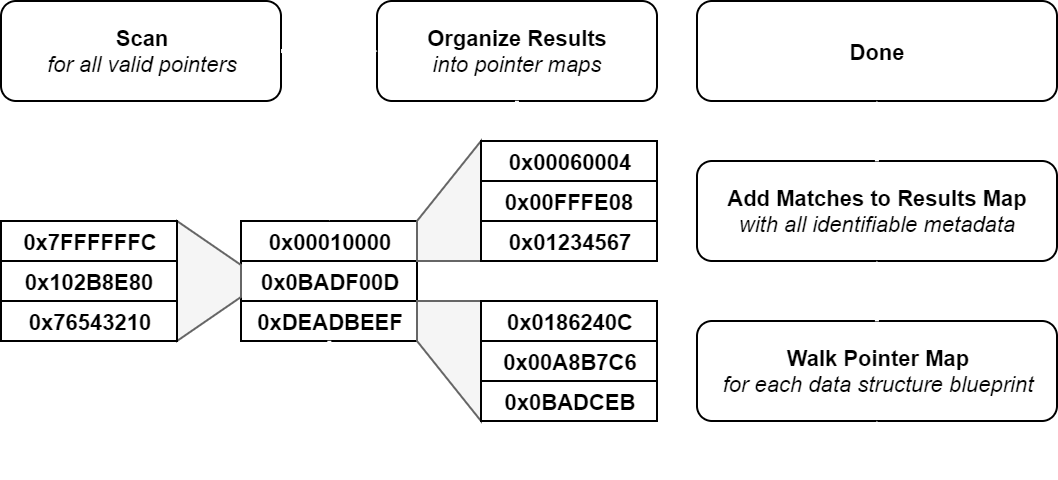 Scan
for all valid pointers
Organize Results
into pointer maps
Done
0x00060004
0x00FFFE08
0x01234567
Add Matches to Results Map
with all identifiable metadata
0x7FFFFFFC
0x102B8E80
0x76543210
0x00010000
0x0BADF00D
0xDEADBEEF
0x0186240C
0x00A8B7C6
0x0BADCEB
Walk Pointer Map
for each data structure blueprint